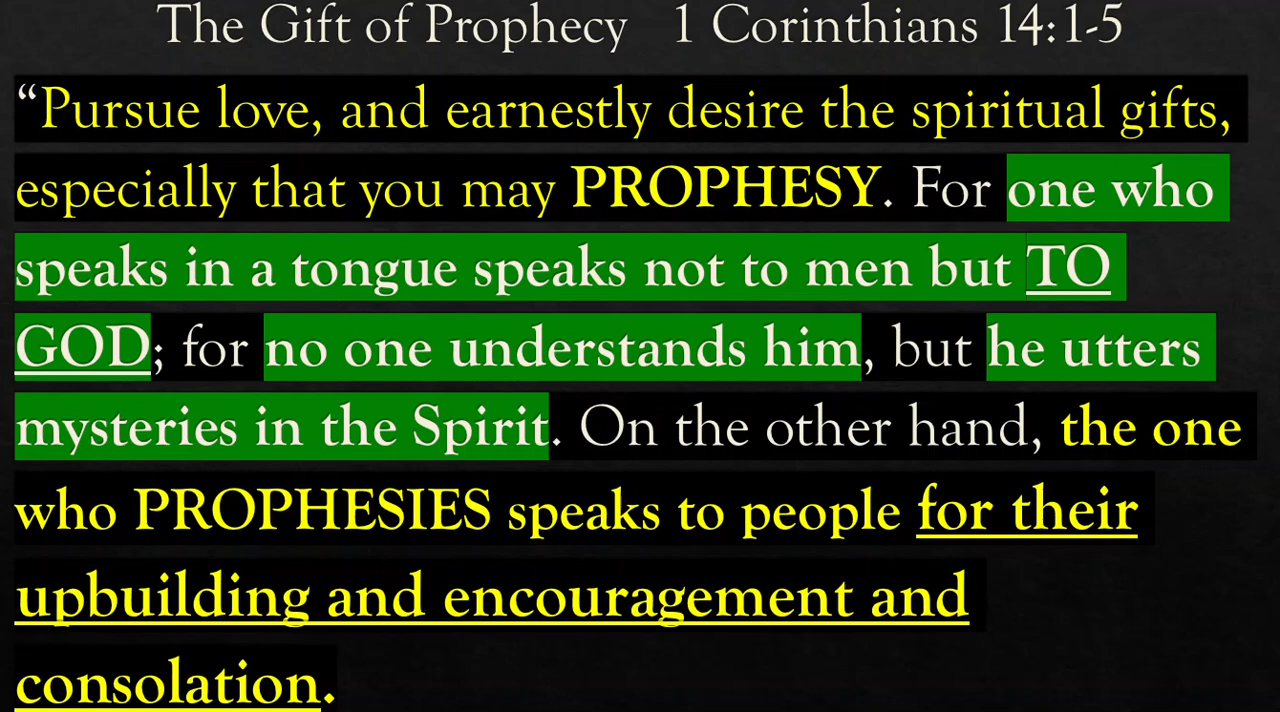 The Gift of Prophecy 1 Corinthians 14:1-5
“Pursue love, and earnestly desire the spiritual gifts,
especially that you may PROPHESY. For one who
speaks in a tongue speaks not to men but TO
GOD; for no one understands him, but he utters
mysteries in the Spirit. On the other hand, the one
who PROPHESIES speaks to people for their
upbuilding and encouragement and
consolation.